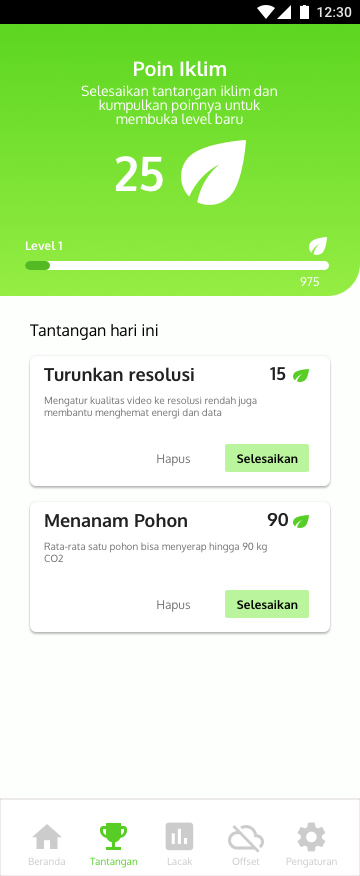 12:30
Poin Iklim
Selesaikan tantangan iklim dan
kumpulkan poinnya untuk
membuka level baru
25
Level 1
975
Tantangan hari ini
Turunkan resolusi 15
Mengatur kualitas video ke resolusi rendah juga
membantu menghemat energi dan data
Hapus Selesaikan
Menanam Pohon 90
Rata-rata satu pohon bisa menyerap hingga 90 kg
CO2
Hapus Selesaikan
Beranda Tantangan Lacak Offset Pengaturan